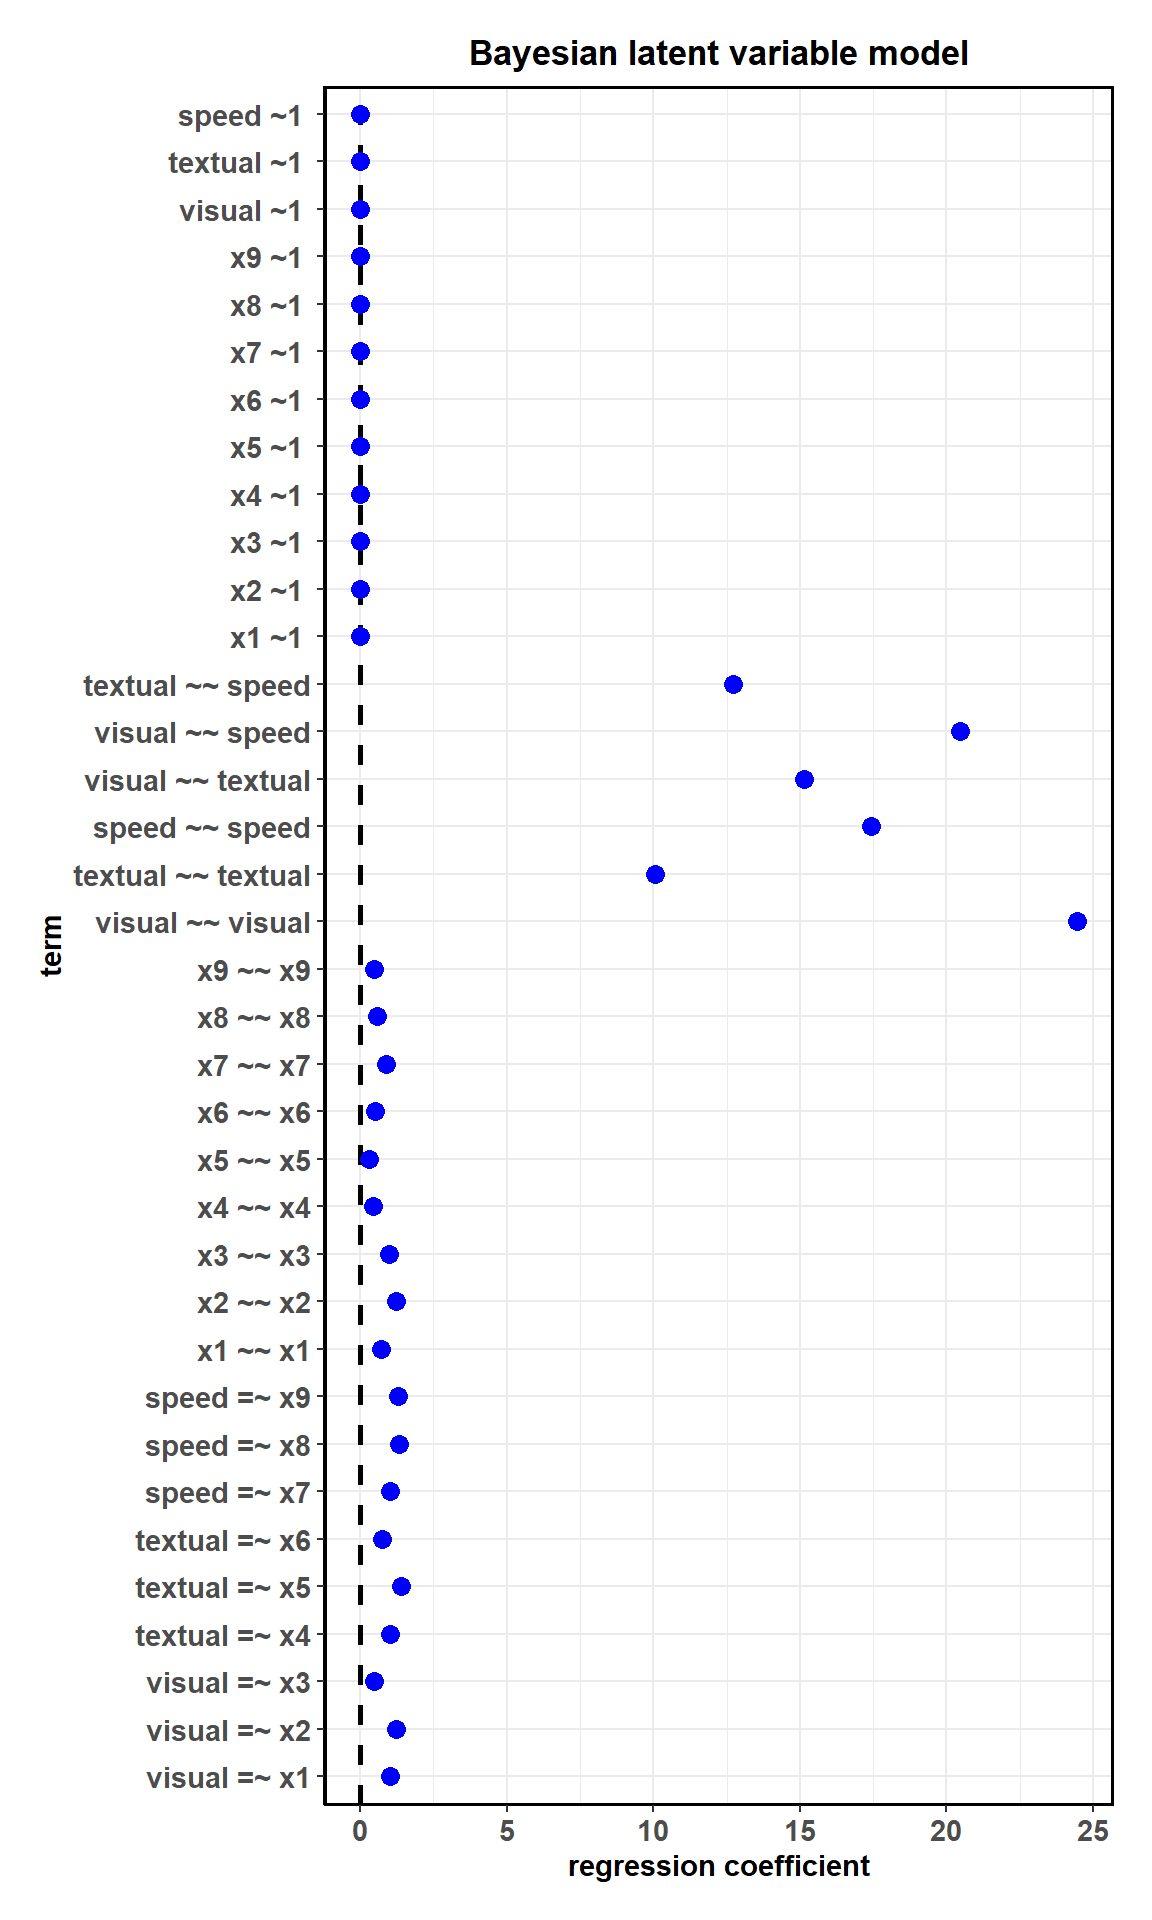 Bayesian latent variable model
speed ~1
textual ~1
visual ~1
x9 ~1
x8 ~1
x7 ~1
x6 ~1
x5 ~1
x4 ~1
x3 ~1
x2 ~1
x1 ~1
textual ~~ speed
visual ~~ speed
visual ~~ textual
speed ~~ speed
textual ~~ textual
visual ~~ visual
x9 ~~ x9
x8 ~~ x8
x7 ~~ x7
x6 ~~ x6
x5 ~~ x5
x4 ~~ x4
x3 ~~ x3
x2 ~~ x2
x1 ~~ x1
speed =~ x9
speed =~ x8
speed =~ x7
textual =~ x6
textual =~ x5
textual =~ x4
visual =~ x3
visual =~ x2
visual =~ x1
term
0 5 10 15 20 25
regression coefficient